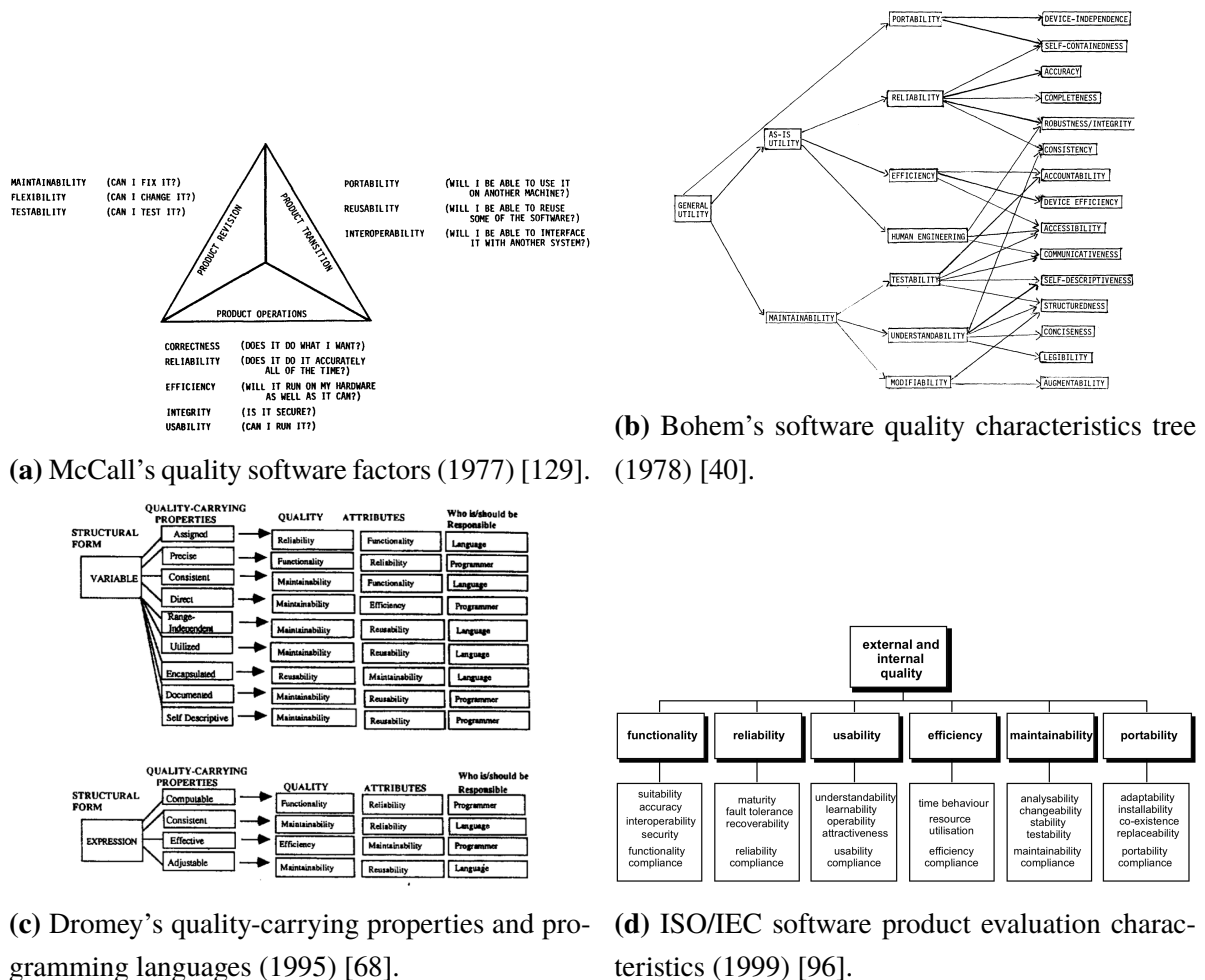 MAINTAINABILITY (CAN I FIX IT?)
FLEXIBILITY (CAN I CHANGE IT?)
TESTABILITY (CAN I TEST IT?)
PRODUCT REVISION
PRODUCT TRANSITION
PRODUCT OPERATIONS
PORTABILITY (WILL I BE ABLE TO USE IT
ON ANOTHER MACHINE?)
REUSABILITY (WILL I BE ABLE TO REUSE
SOME OF THE SOFTWARE?)
INTEROPERABILITY (WILL I BE ABLE TO INTERFACE
IT WITH ANOTHER SYSTEM?)
CORRECTNESS (DOES IT DO WHAT I WANT?)
RELIABILITY (DOES IT DO IT ACCURATELY
ALL OF THE TIME?)
EFFICIENCY (WILL IT RUN ON MY HARDWARE
AS WELL AS IT CAN?)
INTEGRITY (IS IT SECURE?)
USABILITY (CAN I RUN IT?)
(a) McCall's quality software factors (1977) [129].
GENERAL
UTILITY
AS-IS
UTILITY
MAINTAINABILITY
PORTABILITY
RELIABILITY
EFFICIENCY
HUMAN ENGINEERING
TESTABILITY
UNDERSTANDABILITY
MODIFIABILITY
DEVICE-INDEPENDENCE
SELF-CONTAINEDNESS
ACCURACY
COMPLETENESS
ROBUSTNESS/INTEGRITY
CONSISTENCY
ACCOUNTABILITY
DEVICE EFFICIENCY
ACCESSIBILITY
COMMUNICATIVENESS
SELF-DESCRIPTIVENESS
STRUCTUREDNESS
CONCISENESS
LEGIBILITY
AUGMENTABILITY
(b) Bohem's software quality characteristics tree
(1978) [40].
QUALITY-CARRYING
PROPERTIES
QUALITY ATTRIBUTES
Who is/should be
Responsible
STRUCTURAL
FORM
VARIABLE
Assigned Reliability Functionality Language
Precise Functionality Reliability Programmer
Consistent Maintainability Functionality Language
Direct Maintainability Efficiency Programmer
Range-
Independent Maintainability Reusability Language
Utilized Maintainability Reusability Language
Encapsulated Reusability Maintainability Language
Documented Maintainability Reusability Programmer
Self Descriptive Maintainability Reusability Programmer
QUALITY-CARRYING
PROPERTIES
QUALITY ATTRIBUTES
Who is/should be
Responsible
STRUCTURAL
FORM
EXPRESSION
Computable Functionality Reliability Programmer
Consistent Maintainability Reliability Language
Effective Efficiency Maintainability Programmer
Adjustable Maintainability Reusability Language
(c) Dromey's quality-carrying properties and pro-
gramming languages (1995) [68].
external and
internal
quality
functionality
suitability
accuracy
interoperability
security
functionality
compliance
reliability
maturity
fault tolerance
recoverability
reliability
compliance
usability
understandability
learnability
operability
attractiveness
usability
compliance
efficiency
time behaviour
resource
utilisation
efficiency
compliance
maintainability
analysability
changeability
stability
testability
maintainability
compliance
portability
adaptability
installability
co-existence
replaceability
portability
compliance
(d) ISO/IEC software product evaluation charac-
teristics (1999) [96].